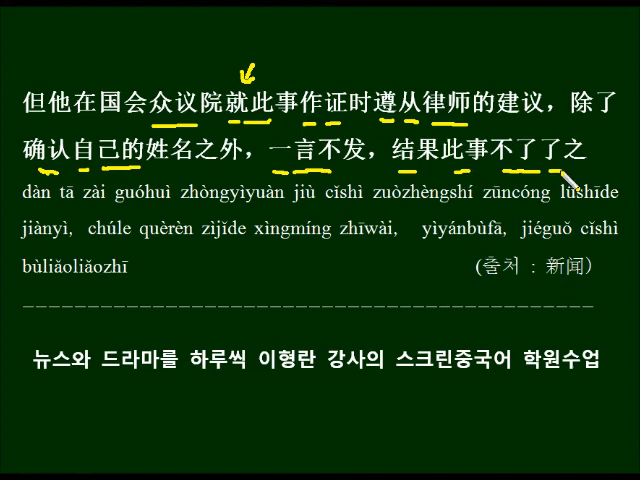 但他在国会众议院就此事作证时遵从律师的建议，除了
确认自己的姓名之外，一言不发，结果此事不了了之
dàn tā zài guóhuì zhòngyìyuàn jiù cǐshì zuòzhèngshí zūncóng lǜshīde
jiànyì, chúle quèrèn zìjǐde xìngmíng zhīwài, yìyánbùfā, jiéguǒ cǐshì
bùliǎoliǎozhī (출처 : 新闻)
뉴스와 드라마를 하루씩 이형란 강사의 스크린중국어 학원수업